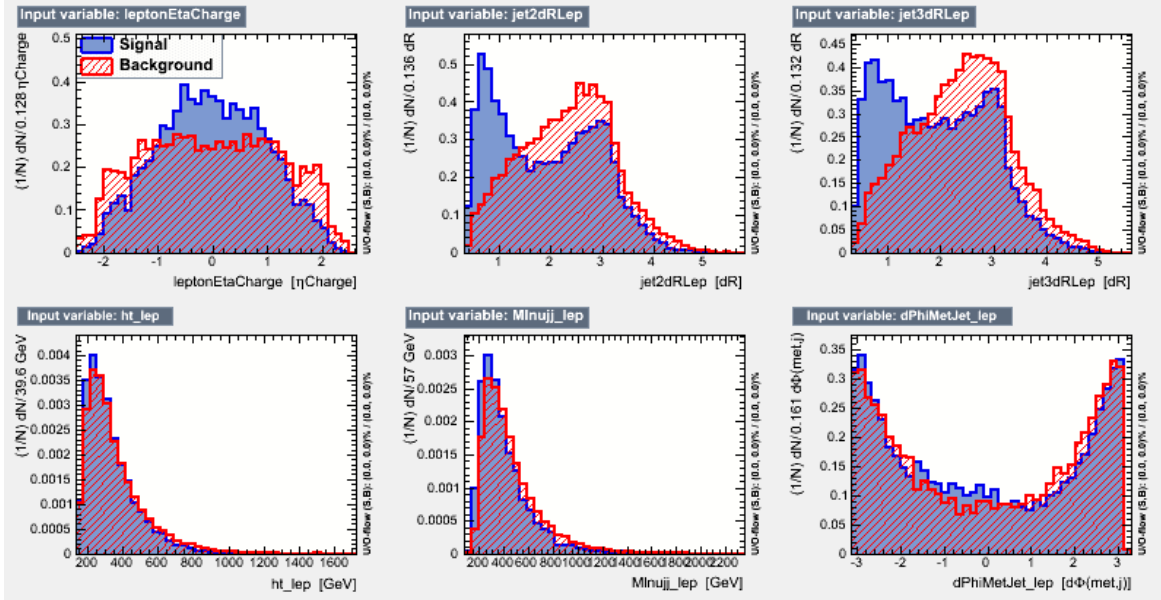 Input variable: leptonEtaCharge
(1/N) dN/0.128 ηCharge
0.5
0.4
0.3
0.2
0.1
0
Signal
Background
-2 -1 0 1 2
leptonEtaCharge [ηCharge]
U/O-flow (S,B): (0.0, 0.0)% / (0.0, 0.0)%
Input variable: jet2dRLep
(1/N) dN/0.136 dR
0.5
0.4
0.3
0.2
0.1
0
1 2 3 4 5
jet2dRLep [dR]
U/O-flow (S,B): (0.0, 0.0)% / (0.0, 0.0)%
Input variable: jet3dRLep
(1/N) dN/0.132 dR
0.45
0.4
0.35
0.3
0.25
0.2
0.15
0.1
0.05
0
1 2 3 4 5
jet3dRLep [dR]
U/O-flow (S,B): (0.0, 0.0)% / (0.0, 0.0)%
Input variable: ht_lep
(1/N) dN/39.6 GeV
0.004
0.0035
0.003
0.0025
0.002
0.0015
0.001
0.0005
0
200 400 600 800 1000 1200 1400 1600
ht_lep [GeV]
U/O-flow (S,B): (0.0, 0.0)% / (0.0, 0.0)%
Input variable: Mlnujj_lep
(1/N) dN/57 GeV
0.003
0.0025
0.002
0.0015
0.001
0.0005
0
200 400 600 800 1000 1200 1400 1600 1800 2000 2200
Mlnujj_lep [GeV]
U/O-flow (S,B): (0.0, 0.0)% / (0.0, 0.0)%
Input variable: dPhiMetJet_lep
(1/N) dN/0.161 dΦ(met,j)
0.35
0.3
0.25
0.2
0.15
0.1
0.05
0
-3 -2 -1 0 1 2 3
dPhiMetJet_lep [dΦ(met,j)]
U/O-flow (S,B): (0.0, 0.0)% / (0.0, 0.0)%